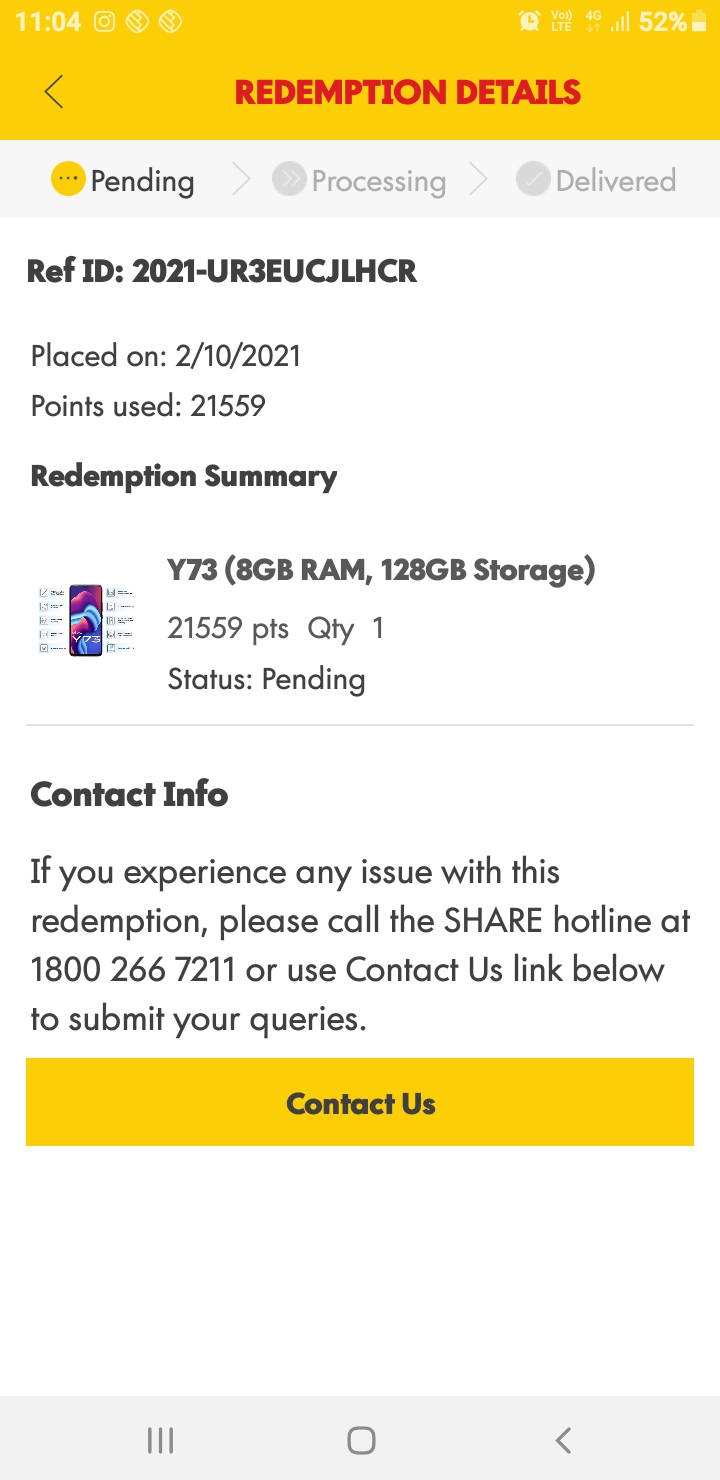 11:04
Vo))
LTE
4G
52%
REDEMPTION DETAILS
Pending
Processing
Delivered
Ref ID: 2021-UR3EUCJLHCR
Placed on: 2/10/2021
Points used: 21559
Redemption Summary
Y73 (8GB RAM, 128GB Storage)
Y73
21559 pts Qty 1
Status: Pending
Contact Info
If you experience any issue with this
redemption, please call the SHARE hotline at
1800 266 7211 or use Contact Us link below
to submit your queries.
Contact Us